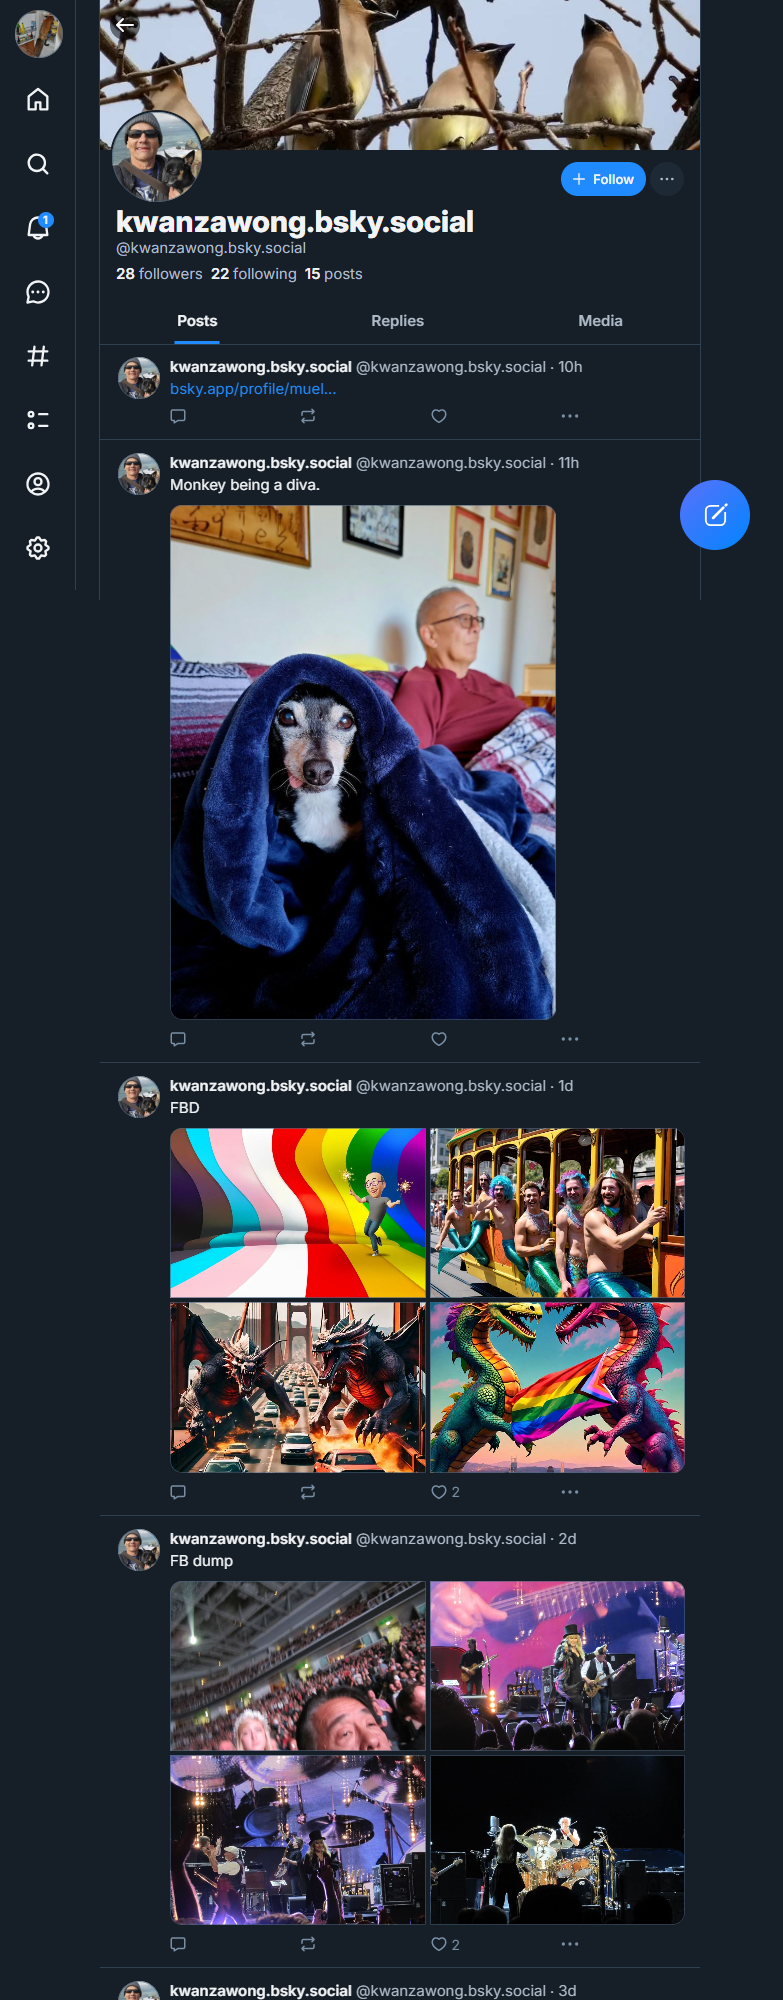 1
+ Follow
kwanzawong.bsky.social
@kwanzawong.bsky.social
28 followers 22 following 15 posts
Posts Replies Media
kwanzawong.bsky.social @kwanzawong.bsky.social · 10h
bsky.app/profile/muel...
kwanzawong.bsky.social @kwanzawong.bsky.social · 11h
Monkey being a diva.
kwanzawong.bsky.social @kwanzawong.bsky.social · 1d
FBD
2
kwanzawong.bsky.social @kwanzawong.bsky.social · 2d
FB dump
2
kwanzawong.bsky.social @kwanzawong.bsky.social · 3d